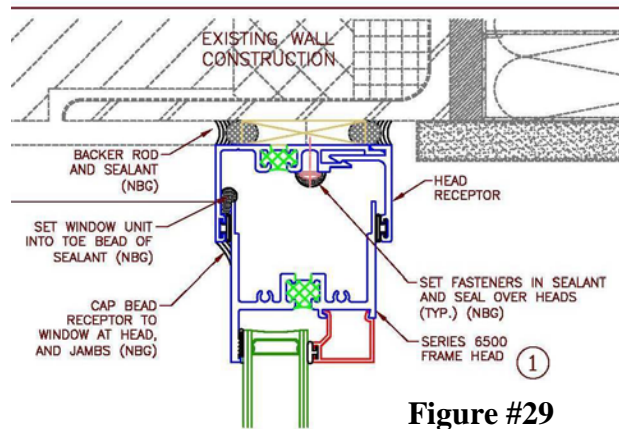 EXISTING WALL
CONSTRUCTION
BACKER ROD
AND SEALANT
(NBG)
HEAD
RECEPTOR
SET WINDOW UNIT
INTO TOE BEAD OF
SEALANT (NBG)
SET FASTENERS IN SEALANT
AND SEAL OVER HEADS
(TYP.) (NBG)
CAP BEAD
RECEPTOR TO
WINDOW AT HEAD,
AND JAMBS (NBG)
SERIES 6500
FRAME HEAD
1
Figure #29